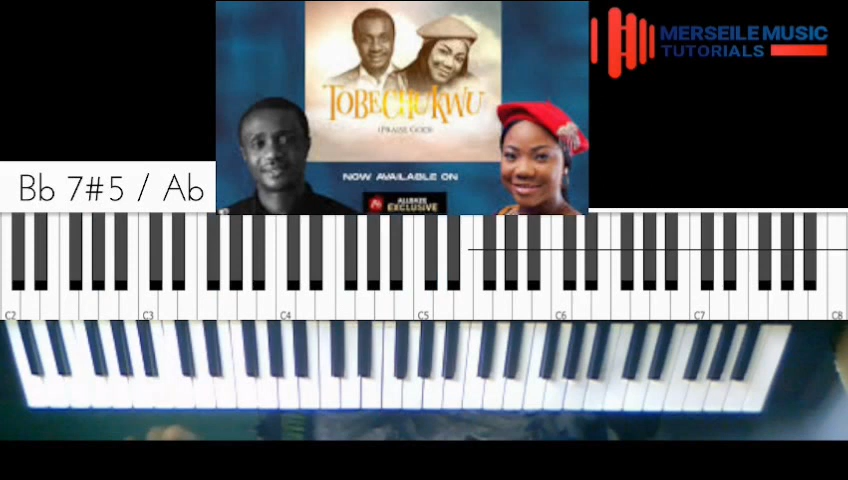 MERSEILE MUSIC
TUTORIALS
TOBECHUKWU
(PRAISE GOD)
NOW AVAILABLE ON
EXCLUSIVE
Bb 7#5 / Ab
C2 C3 C4 C5 C6 C7 C8